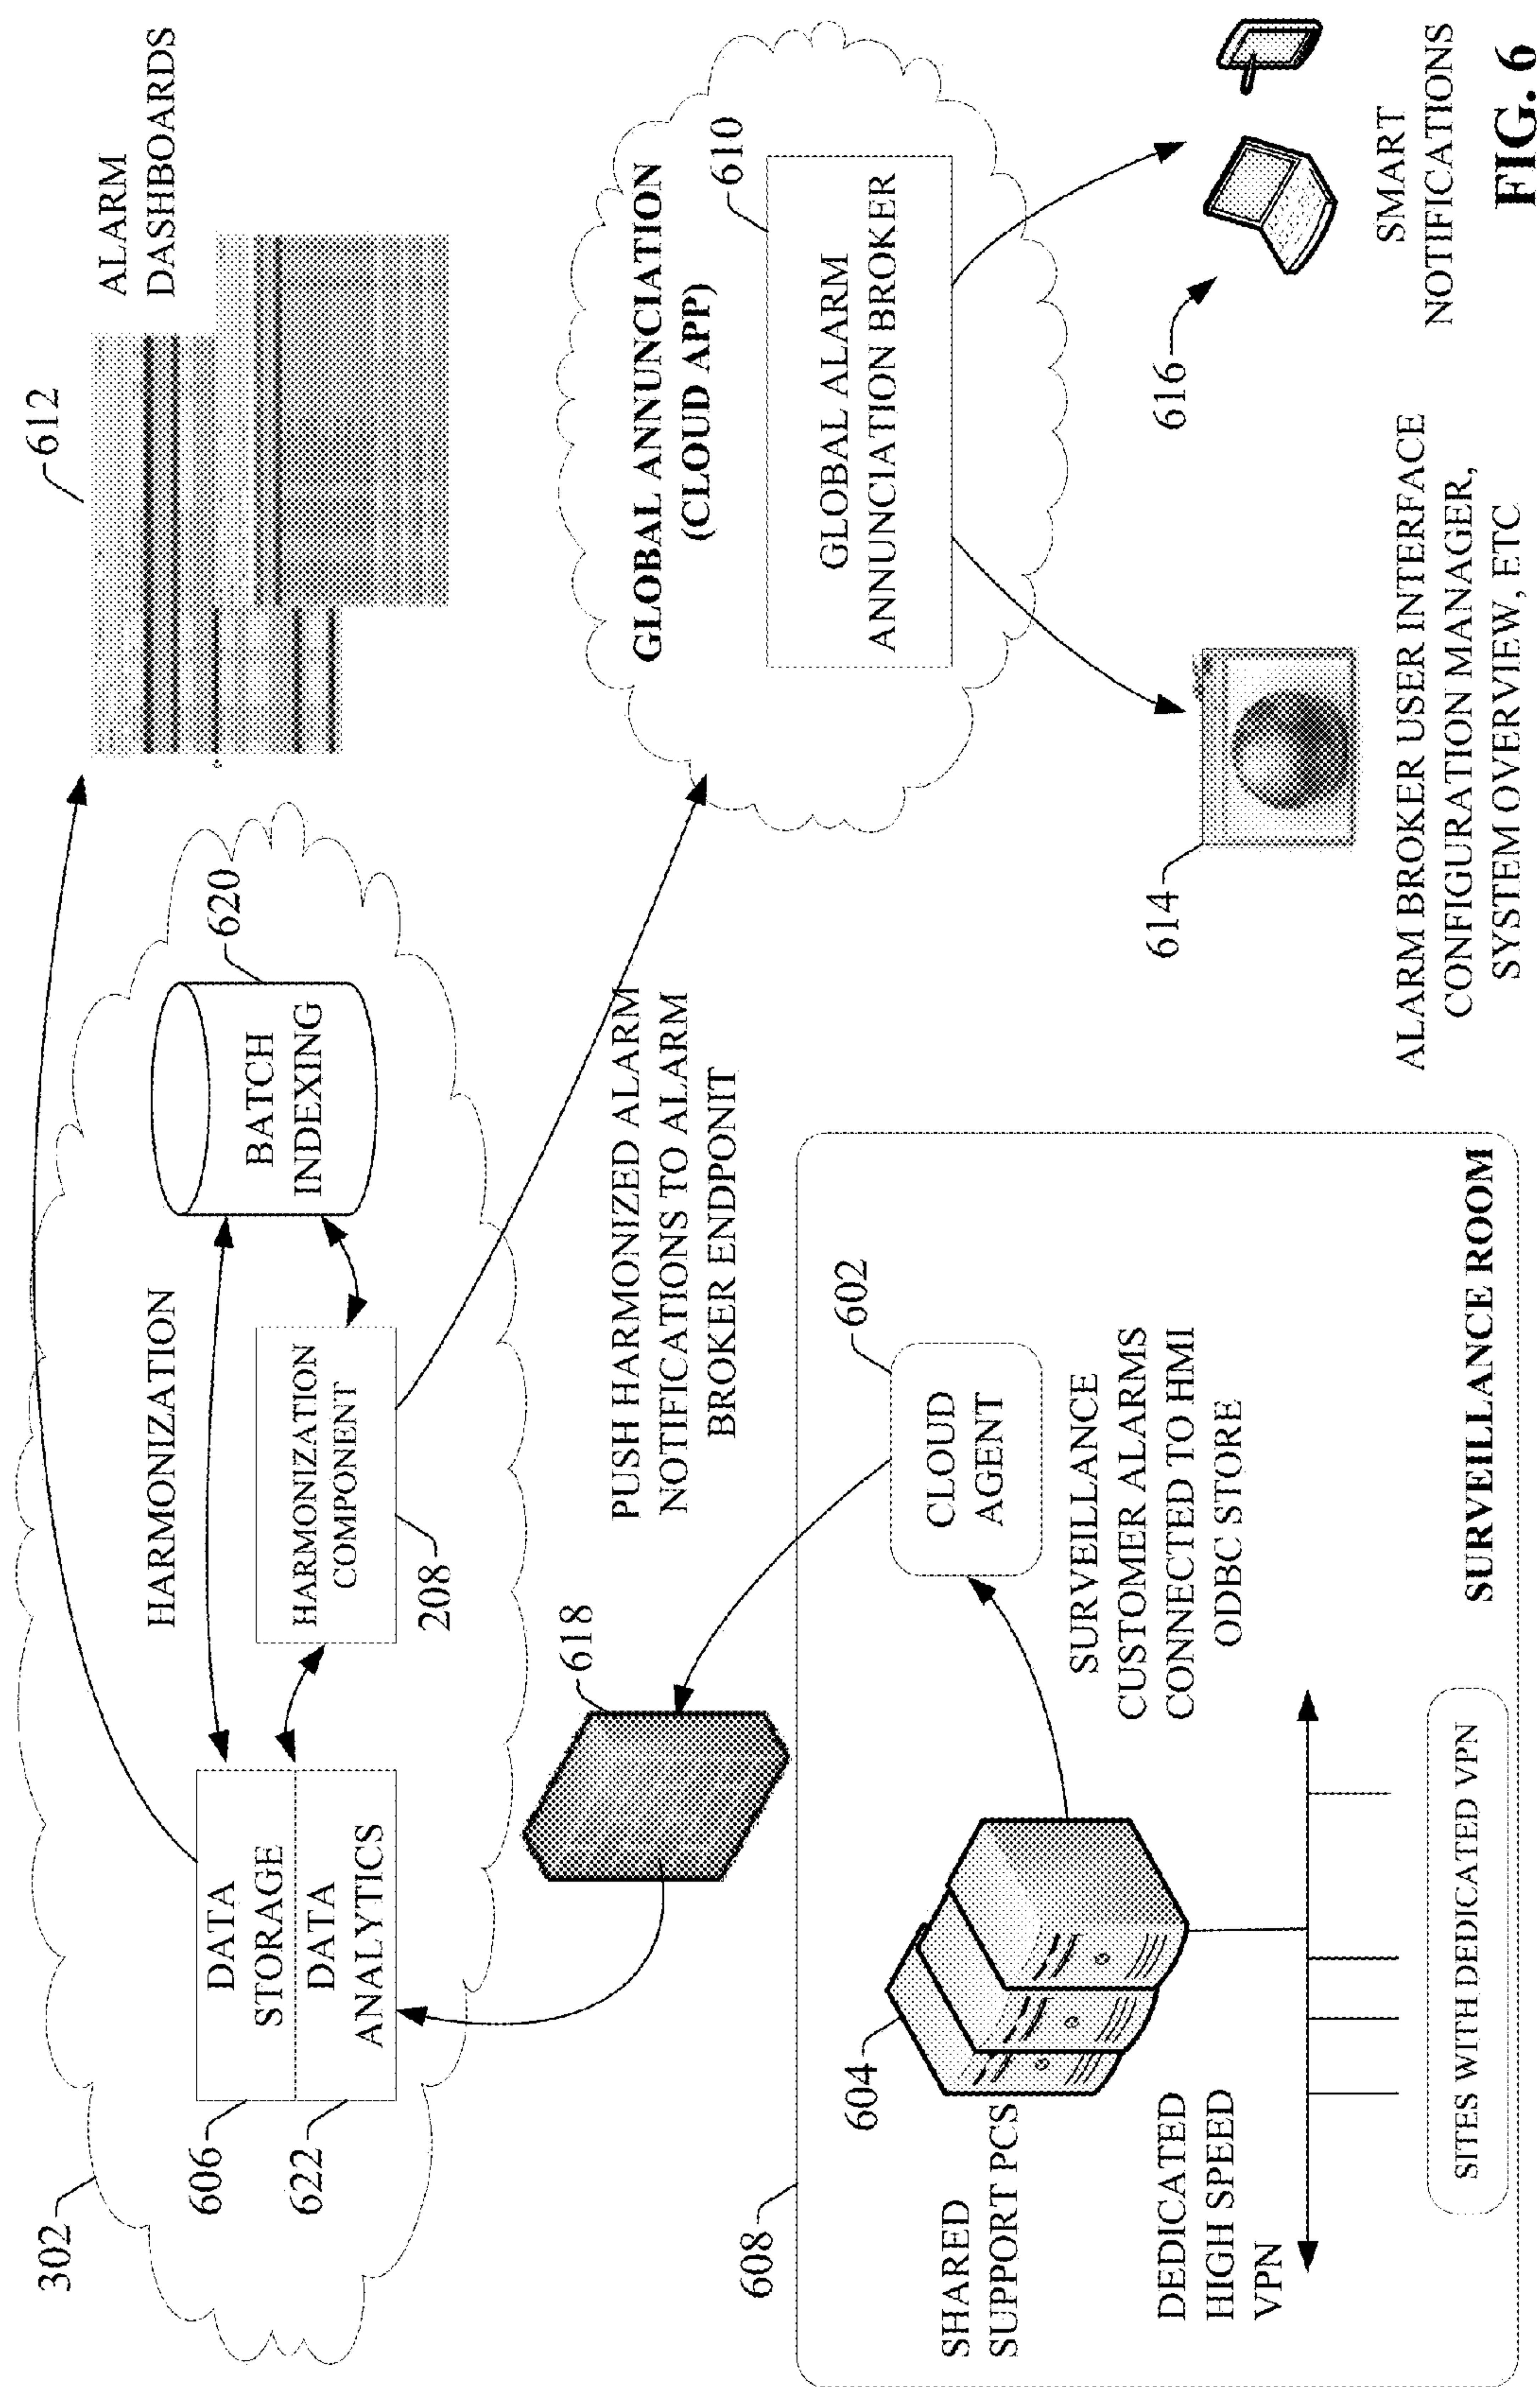 302
606
622
DATA
STORAGE
DATA
ANALYTICS
HARMONIZATION
HARMONIZATION
COMPONENT
208
BATCH
INDEXING
620
612
ALARM
DASHBOARDS
618
PUSH HARMONIZED ALARM
NOTIFICATIONS TO ALARM
BROKER ENDPONIT
GLOBAL ANNUNCIATION
(CLOUD APP)
610
GLOBAL ALARM
ANNUNCIATION BROKER
608
604
SHARED
SUPPORT PCS
DEDICATED
HIGH SPEED
VPN
602
CLOUD
AGENT
SURVEILLANCE
CUSTOMER ALARMS
CONNECTED TO HMI
ODBC STORE
SITES WITH DEDICATED VPN
SURVEILLANCE ROOM
614
ALARM BROKER USER INTERFACE
CONFIGURATION MANAGER,
SYSTEM OVERVIEW, ETC
616
SMART
NOTIFICATIONS
FIG. 6